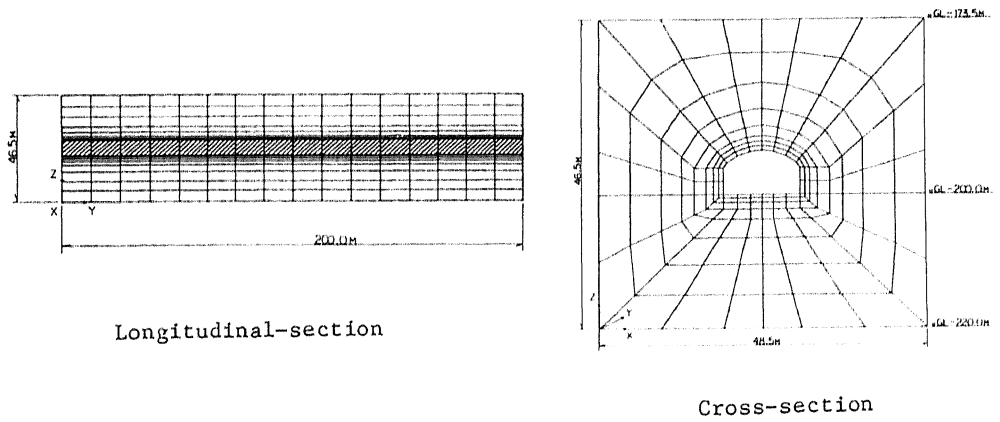 46.5M
Z
X
Y
200.0M
Longitudinal-section
GL-173.5M
46.5M
GL-200.0M
Z
Y
X
GL-220.0M
48.5M
Cross-section